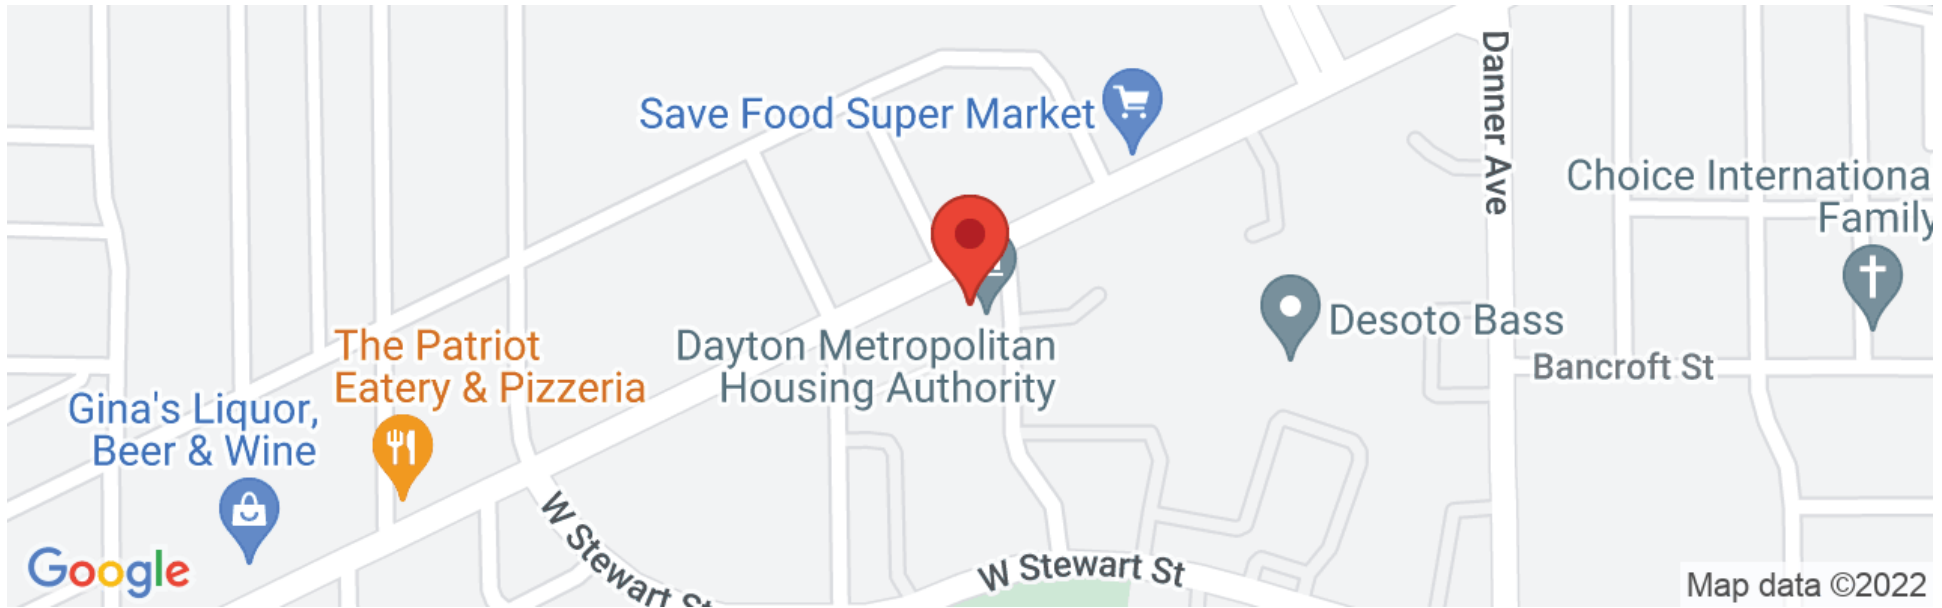 Danner Ave
Save Food Super Market
Choice Internationa
Family
Desoto Bass
The Patriot
Eatery & Pizzeria
Dayton Metropolitan
Housing Authority
Bancroft St
Gina's Liquor,
Beer & Wine
W Stewart St
W Stewart St
Google
Map data ©2022